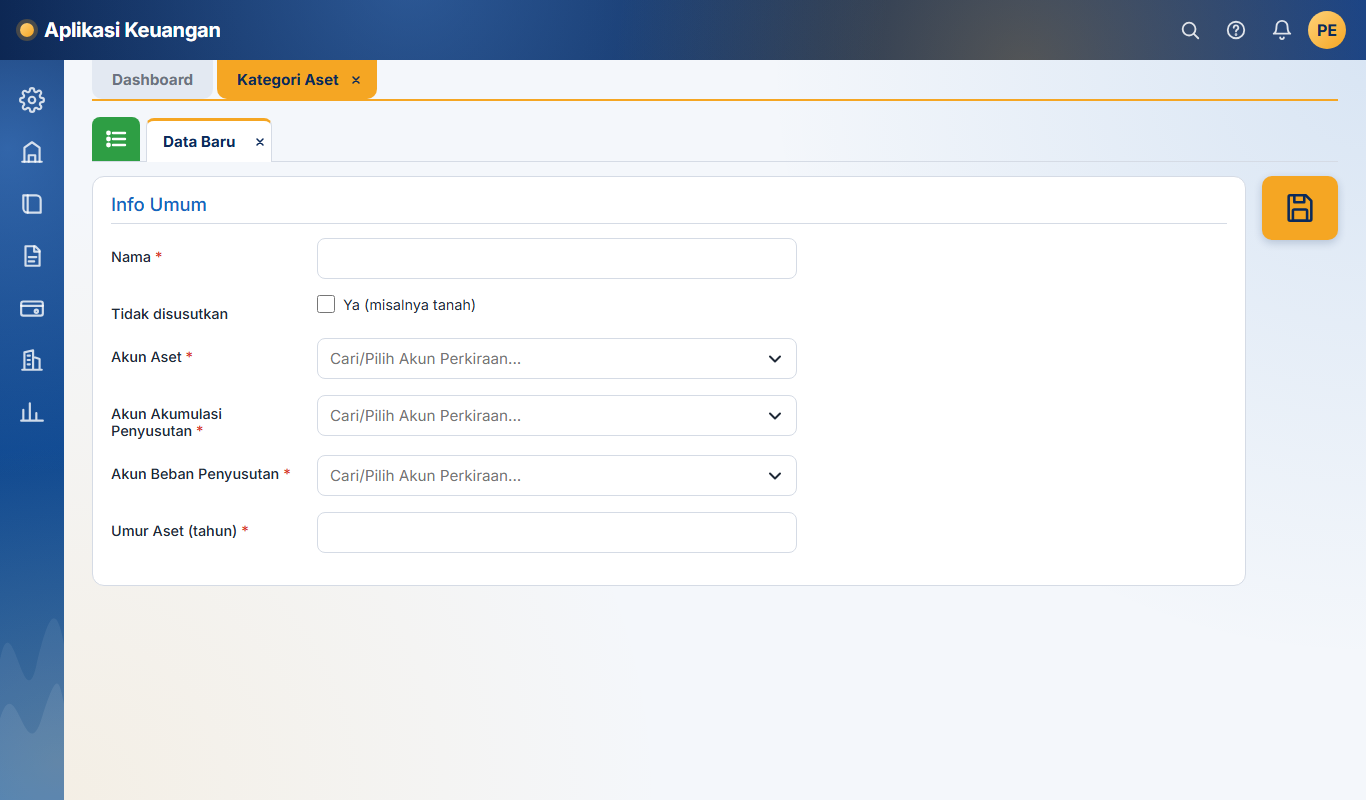 Aplikasi Keuangan
PE
Dashboard
Kategori Aset ×
Data Baru ×
Info Umum
Nama *
Tidak disusutkan
Ya (misalnya tanah)
Akun Aset *
Cari/Pilih Akun Perkiraan...
Akun Akumulasi
Penyusutan *
Cari/Pilih Akun Perkiraan...
Akun Beban Penyusutan *
Cari/Pilih Akun Perkiraan...
Umur Aset (tahun) *